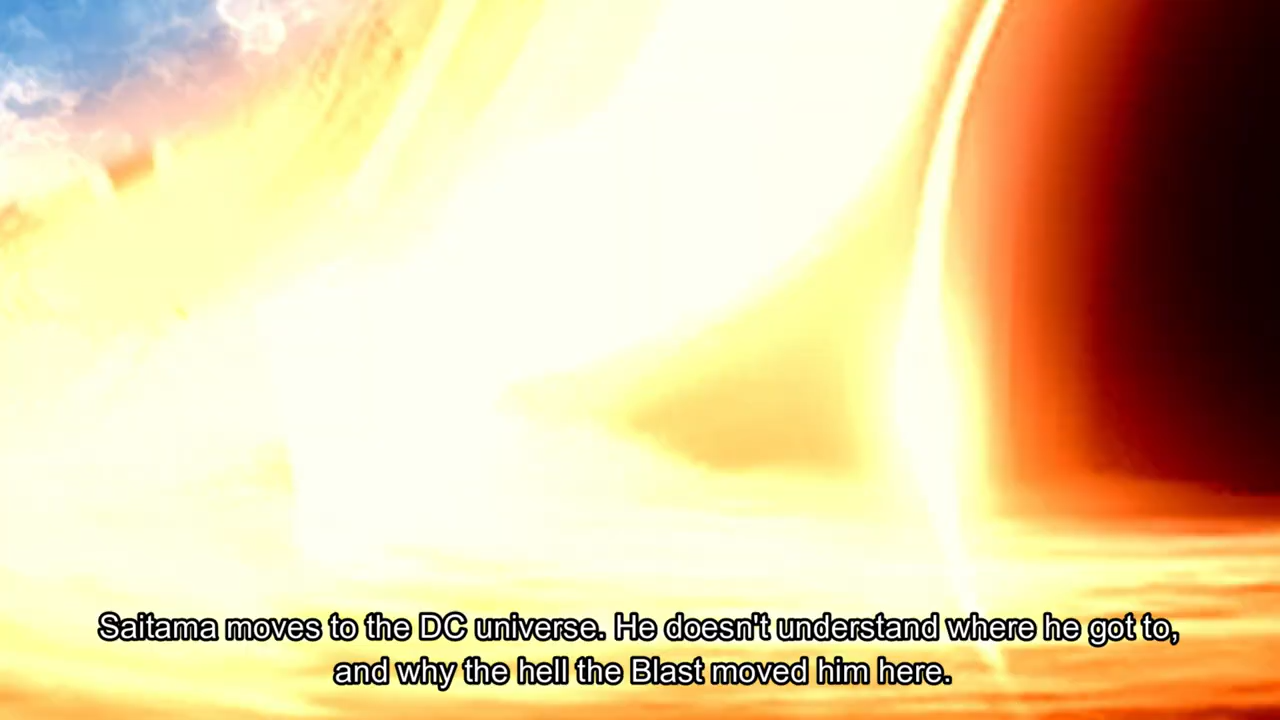 Saitama moves to the DC universe. He doesn't understand where he got to,
and why the hell the Blast moved him here.